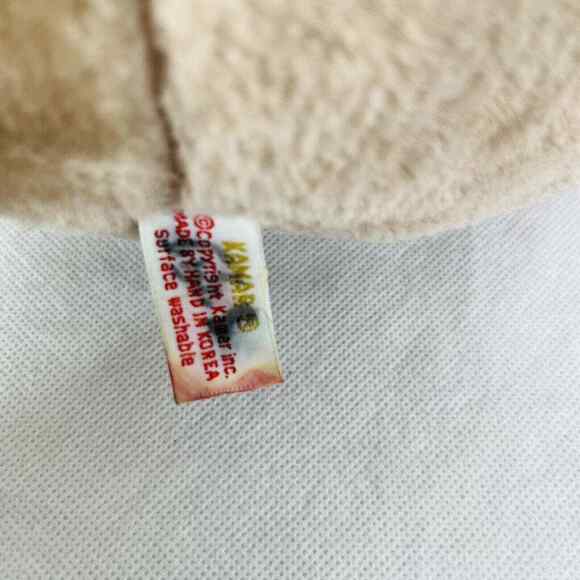 KAMAR ®
©COPYRIGHT Kamar inc.
MADE BY HAND IN KOREA
surface washable